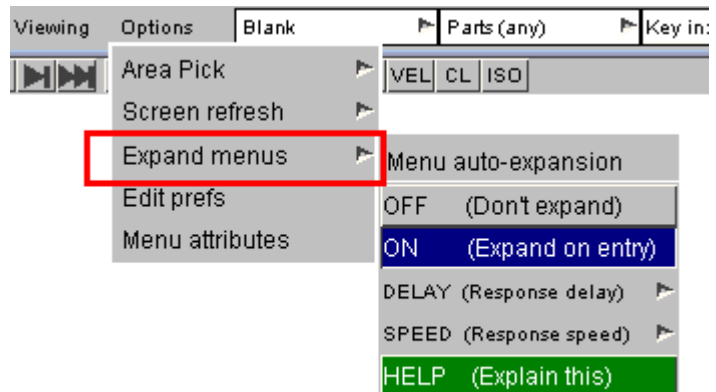 Viewing Options Blank Parts (any) Key in:
VEL CL ISO
Area Pick
Screen refresh
Expand menus
Edit prefs
Menu attributes
Menu auto-expansion
OFF (Don't expand)
ON (Expand on entry)
DELAY (Response delay)
SPEED (Response speed)
HELP (Explain this)